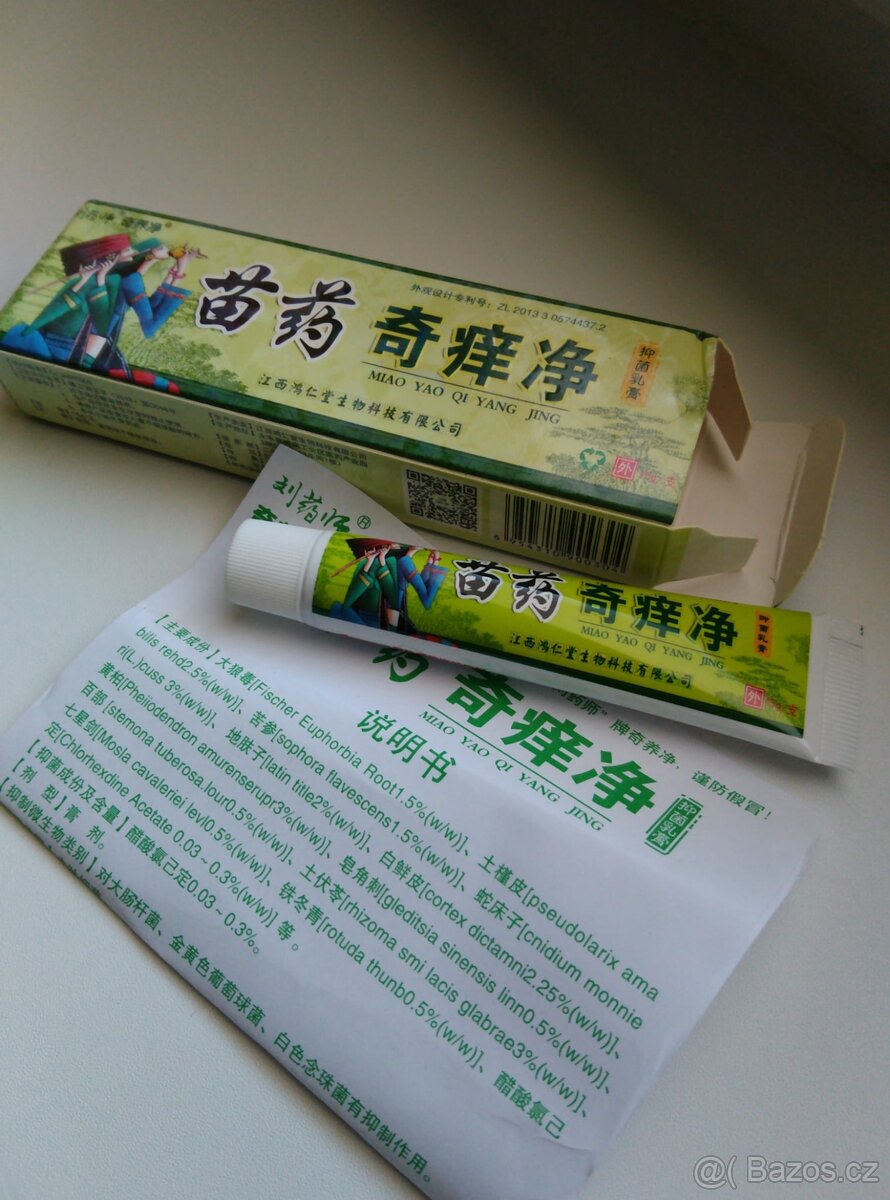 苗药
奇痒净
外观设计专利号：ZL 2013 3 0574437.2
MIAO YAO QI YANG JING
江西鸿仁堂生物科技有限公司
抑菌乳膏
外
刘药师®
苗药
奇痒净
MIAO YAO QI YANG JING
江西鸿仁堂生物科技有限公司
抑菌乳膏
外
药师”牌奇养净，谨防假冒！
奇痒净
MIAO YAO QI YANG JING
抑菌乳膏
说明书
【主要成份】大狼毒[Fischer Euphorbia Root1.5%(w/w)]、土槿皮[pseudolarix ama
bilis rehd2.5%(w/w)]、苦参[sophora flavescens1.5%(w/w)]、蛇床子[cnidium monnie
ri(L.)cuss 3%(w/w)]、地肤子[latin title2%(w/w)]、白鲜皮[cortex dictamni2.25%(w/w)]、
黄柏[Pheiiodendron amurenserupr3%(w/w)]、皂角刺[gleditsia sinensis linn0.5%(w/w)]、
百部[stemona tuberosa.lour0.5%(w/w)]、土伏苓[rhizoma smi lacis glabrae3%(w/w)]、
七星剑[Mosla cavaleriei levl0.5%(w/w)]、铁冬青[rotuda thunb0.5%(w/w)]、醋酸氯己
定[Chlorhexdine Acetate 0.03～0.3%(w/w)] 等。
【抑菌成份及含量】醋酸氯己定0.03～0.3%。
【剂 型】膏 剂。
【抑制微生物类别】对大肠杆菌、金黄色葡萄球菌、白色念珠菌有抑制作用。
@( Bazos.cz